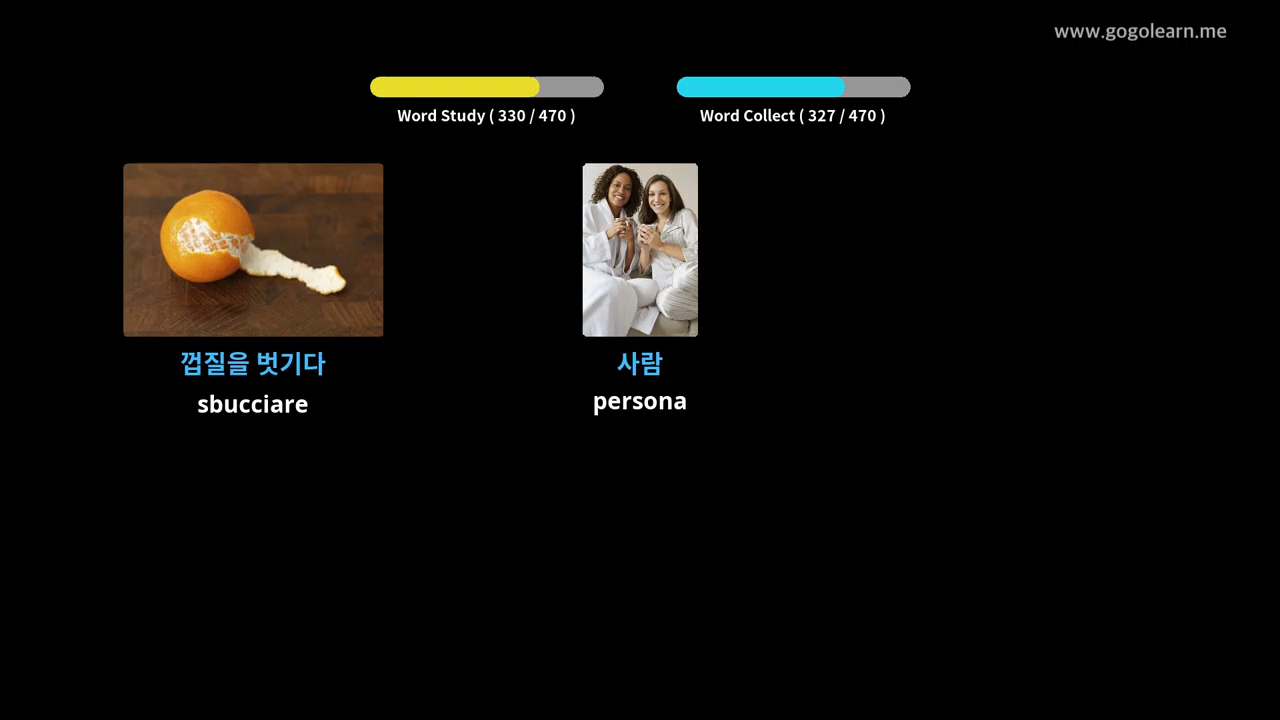 www.gogolearn.me
Word Study ( 330 / 470 )
Word Collect ( 327 / 470 )
껍질을 벗기다
sbucciare
사람
persona